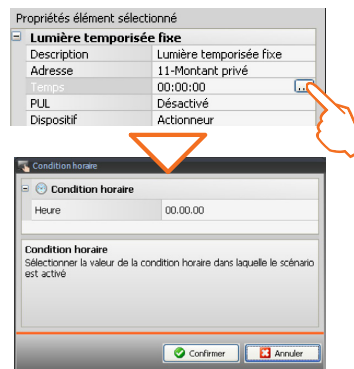 Propriétés élément sélectionné
Lumière temporisée fixe
Description Lumière temporisée fixe
Adresse 11-Montant privé
Temps 00:00:00 ...
PUL Désactivé
Dispositif Actionneur
Condition horaire
Condition horaire
Heure 00.00.00
Condition horaire
Sélectionner la valeur de la condition horaire dans laquelle le scénario
est activé
Confirmer Annuler